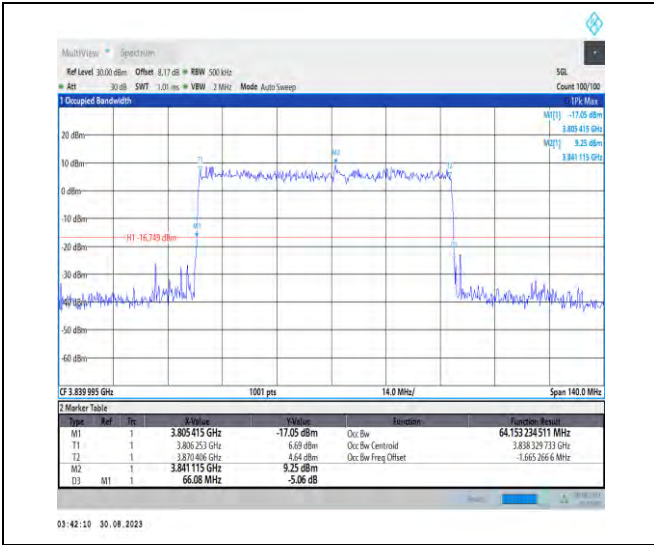 MultiView Spectrum
Ref Level 30.00 dBm Offset 8.17 dB RBW 500 kHz SGL
Att 30 dB SWT 1.01 ms VBW 2 MHz Mode Auto Sweep Count 100/100
1 Occupied Bandwidth 1Pk Max
M1[1] -17.05 dBm
3.805 415 GHz
M2[1] 9.25 dBm
3.841 115 GHz
20 dBm
10 dBm
0 dBm
-10 dBm
H1 -16.749 dBm
-20 dBm
-30 dBm
-40 dBm
-50 dBm
-60 dBm
T1
M2
T2
M1
D3
CF 3.839 995 GHz 1001 pts 14.0 MHz/ Span 140.0 MHz
2 Marker Table
Type Ref Trc X-Value Y-Value Function Function Result
M1 1 3.805 415 GHz -17.05 dBm Occ Bw 64.153 234 511 MHz
T1 1 3.806 253 GHz 6.69 dBm Occ Bw Centroid 3.838 329 733 GHz
T2 1 3.870 406 GHz 4.64 dBm Occ Bw Freq Offset -1.665 266 6 MHz
M2 1 3.841 115 GHz 9.25 dBm
D3 M1 1 66.08 MHz -5.06 dB
03:42:10 30.08.2023